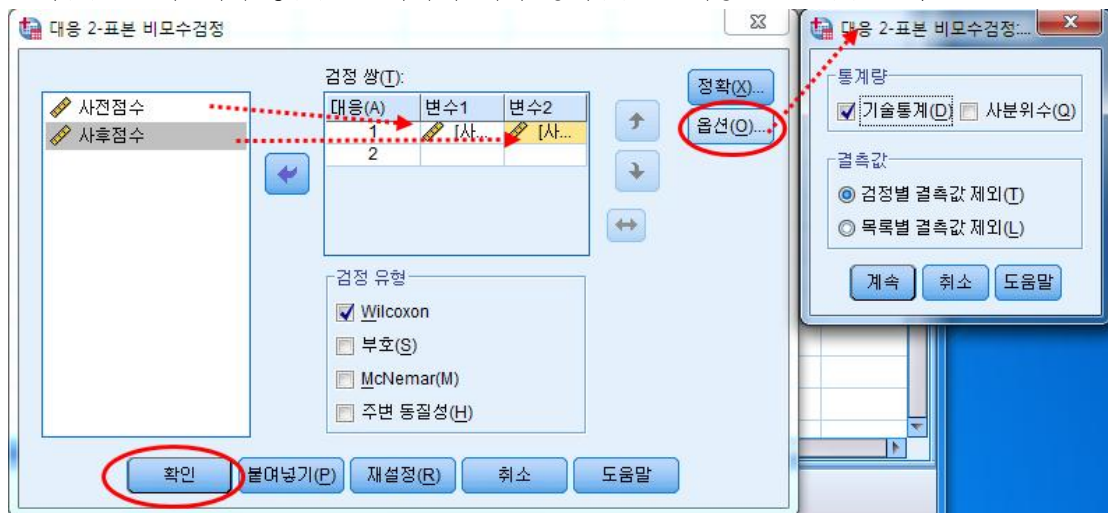 대응 2-표본 비모수검정
사전점수
사후점수
검정 쌍(T):
대응(A) 변수1 변수2
1 [사... [사...
2
정확(X)...
옵션(O)...
검정 유형
Wilcoxon
부호(S)
McNemar(M)
주변 동질성(H)
확인 붙여넣기(P) 재설정(R) 취소 도움말
대응 2-표본 비모수검정:...
통계량
기술통계(D) 사분위수(Q)
결측값
검정별 결측값 제외(T)
목록별 결측값 제외(L)
계속 취소 도움말